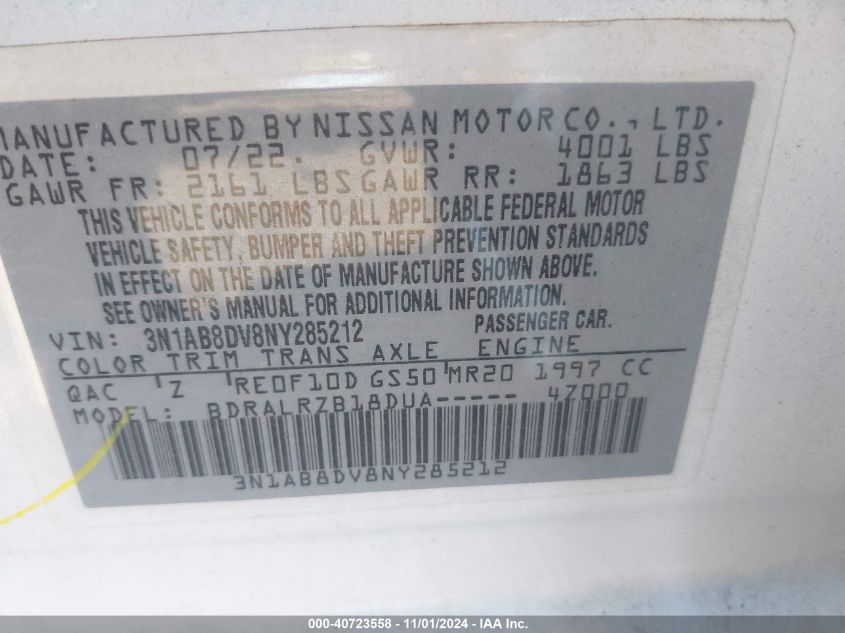 MANUFACTURED BY NISSAN MOTOR CO., LTD.
DATE: 07/22. GVWR: 4001 LBS
GAWR FR: 2161 LBS GAWR RR: 1863 LBS
THIS VEHICLE CONFORMS TO ALL APPLICABLE FEDERAL MOTOR
VEHICLE SAFETY, BUMPER AND THEFT PREVENTION STANDARDS
IN EFFECT ON THE DATE OF MANUFACTURE SHOWN ABOVE.
SEE OWNER'S MANUAL FOR ADDITIONAL INFORMATION.
VIN: 3N1AB8DV8NY285212 PASSENGER CAR.
COLOR TRIM TRANS AXLE ENGINE
QAC 'Z 'RE0F10D GS50 'MR20 1997 CC
MODEL: BDRALRZB18DUA----- 4Z000
3N1AB8DV8NY285212
000-40723558 - 11/01/2024 - IAA Inc.